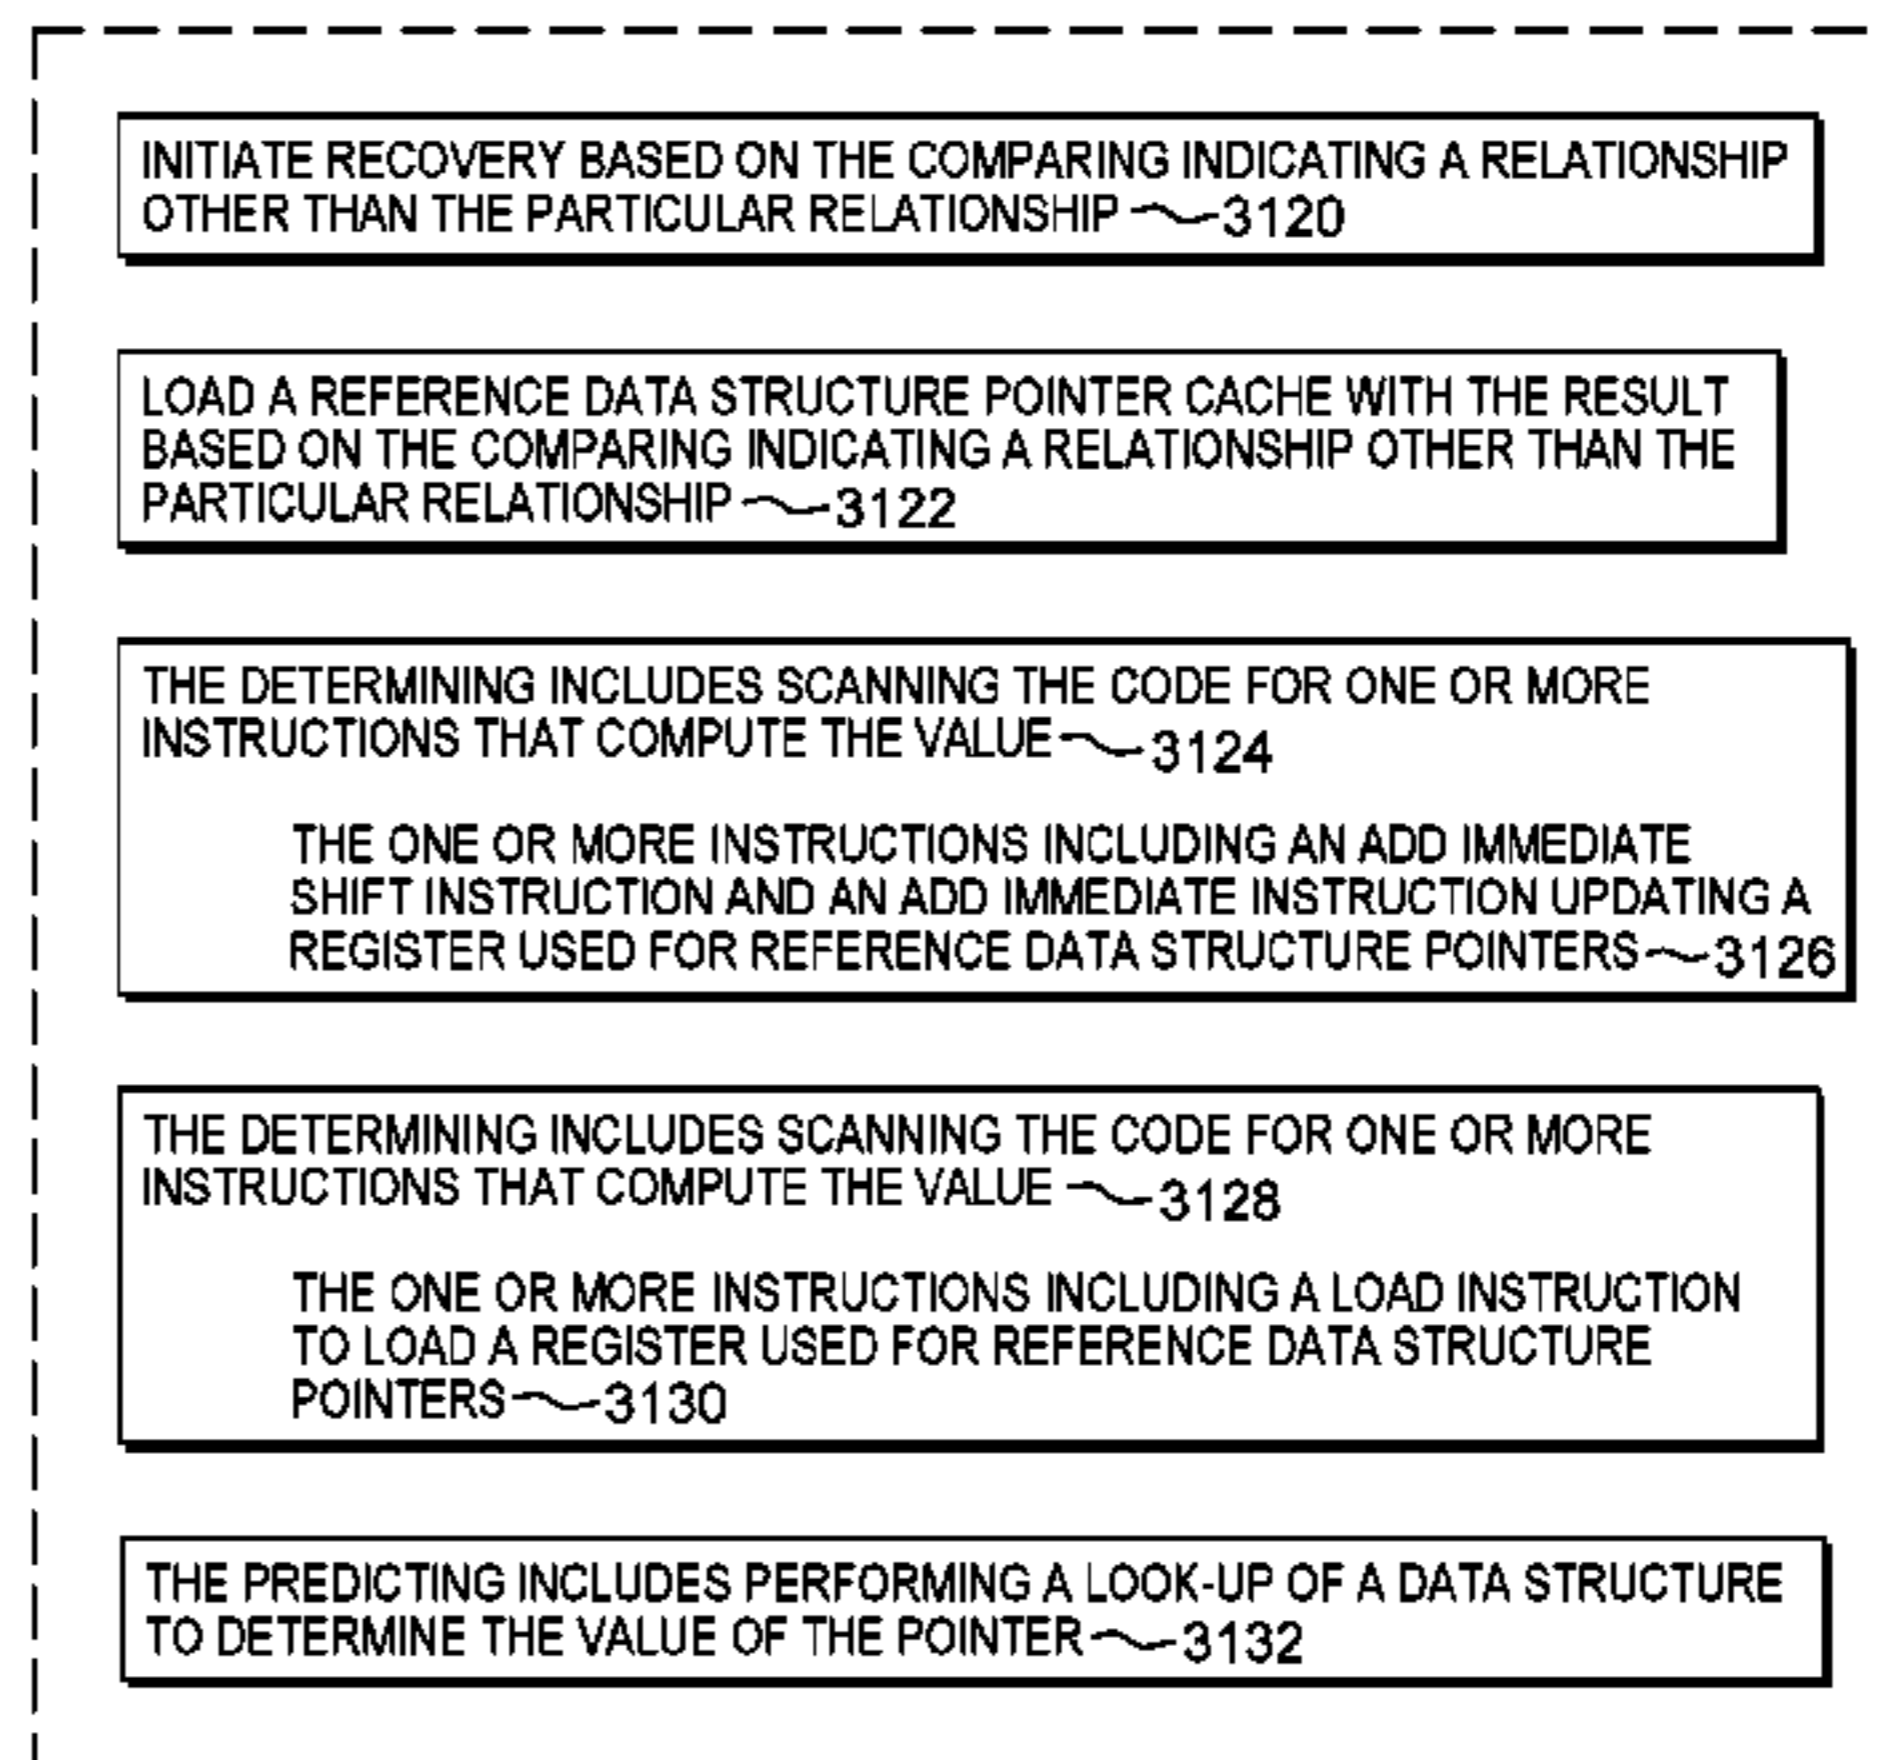 INITIATE RECOVERY BASED ON THE COMPARING INDICATING A RELATIONSHIP
OTHER THAN THE PARTICULAR RELATIONSHIP 3120
LOAD A REFERENCE DATA STRUCTURE POINTER CACHE WITH THE RESULT
BASED ON THE COMPARING INDICATING A RELATIONSHIP OTHER THAN THE
PARTICULAR RELATIONSHIP 3122
THE DETERMINING INCLUDES SCANNING THE CODE FOR ONE OR MORE
INSTRUCTIONS THAT COMPUTE THE VALUE 3124
THE ONE OR MORE INSTRUCTIONS INCLUDING AN ADD IMMEDIATE
SHIFT INSTRUCTION AND AN ADD IMMEDIATE INSTRUCTION UPDATING A
REGISTER USED FOR REFERENCE DATA STRUCTURE POINTERS 3126
THE DETERMINING INCLUDES SCANNING THE CODE FOR ONE OR MORE
INSTRUCTIONS THAT COMPUTE THE VALUE 3128
THE ONE OR MORE INSTRUCTIONS INCLUDING A LOAD INSTRUCTION
TO LOAD A REGISTER USED FOR REFERENCE DATA STRUCTURE
POINTERS 3130
THE PREDICTING INCLUDES PERFORMING A LOOK-UP OF A DATA STRUCTURE
TO DETERMINE THE VALUE OF THE POINTER 3132